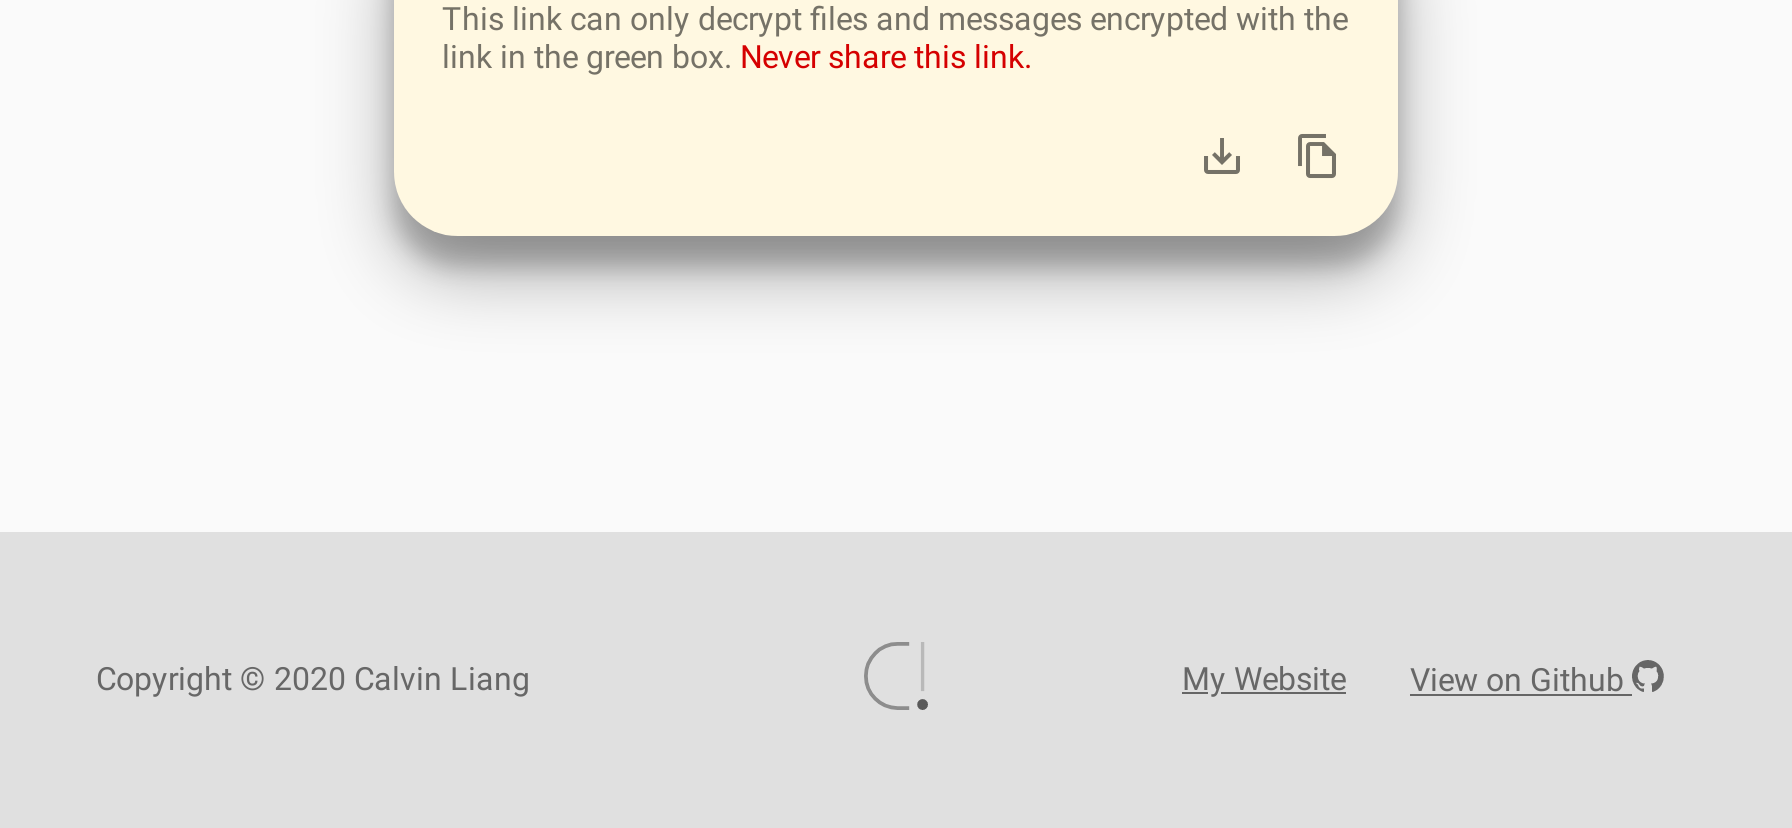 This link can only decrypt files and messages encrypted with the
link in the green box. Never share this link.
Copyright © 2020 Calvin Liang
My Website
View on Github